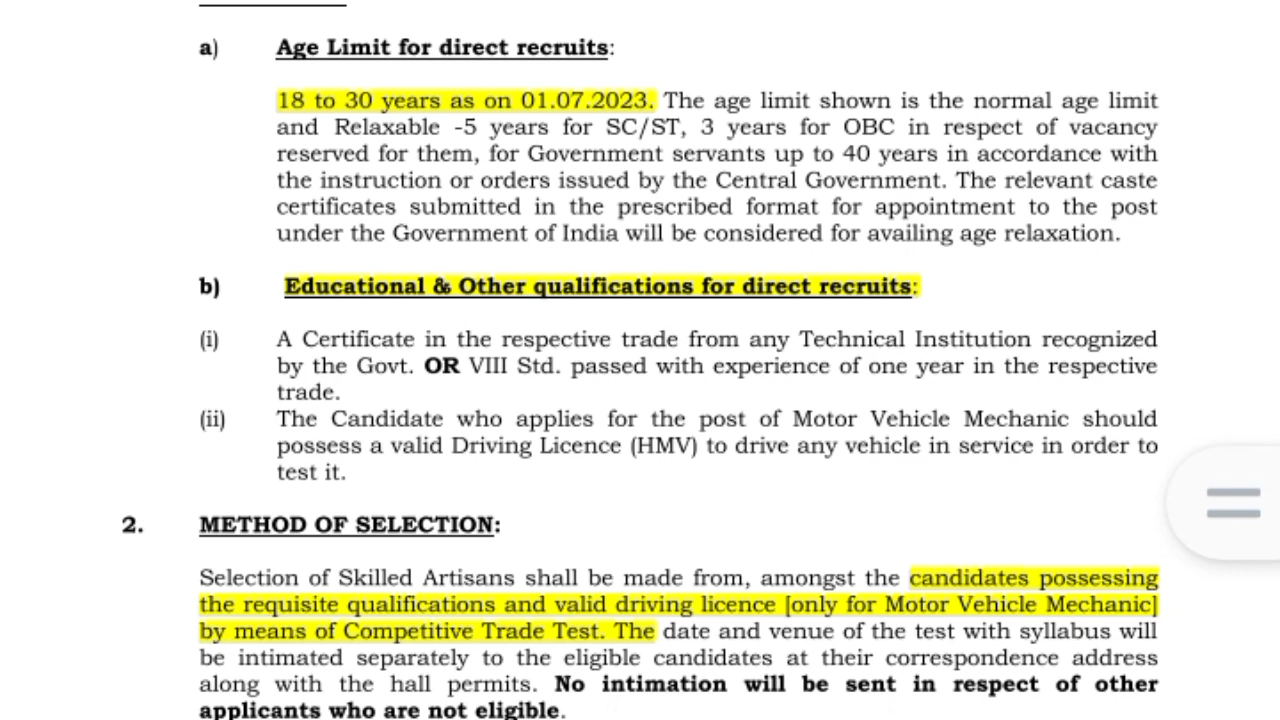 a) Age Limit for direct recruits:
18 to 30 years as on 01.07.2023. The age limit shown is the normal age limit
and Relaxable -5 years for SC/ST, 3 years for OBC in respect of vacancy
reserved for them, for Government servants up to 40 years in accordance with
the instruction or orders issued by the Central Government. The relevant caste
certificates submitted in the prescribed format for appointment to the post
under the Government of India will be considered for availing age relaxation.
b) Educational & Other qualifications for direct recruits:
(i) A Certificate in the respective trade from any Technical Institution recognized
by the Govt. OR VIII Std. passed with experience of one year in the respective
trade.
(ii) The Candidate who applies for the post of Motor Vehicle Mechanic should
possess a valid Driving Licence (HMV) to drive any vehicle in service in order to
test it.
2. METHOD OF SELECTION:
Selection of Skilled Artisans shall be made from, amongst the candidates possessing
the requisite qualifications and valid driving licence [only for Motor Vehicle Mechanic]
by means of Competitive Trade Test. The date and venue of the test with syllabus will
be intimated separately to the eligible candidates at their correspondence address
along with the hall permits. No intimation will be sent in respect of other
applicants who are not eligible.